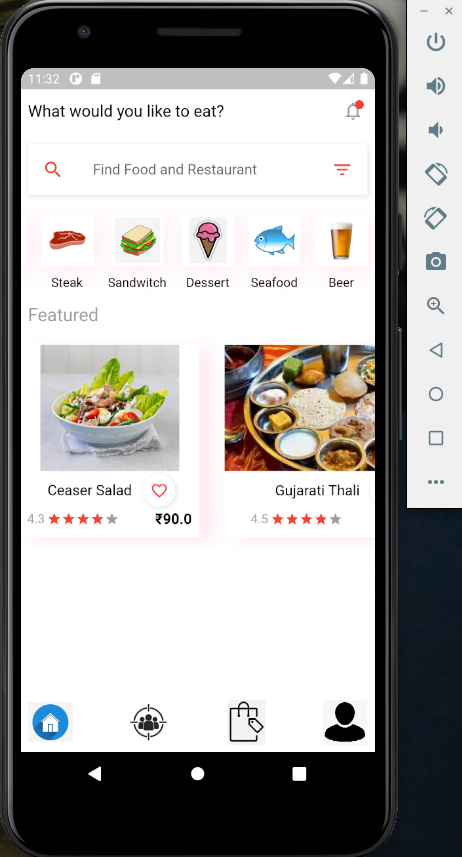 11:32
What would you like to eat?
Find Food and Restaurant
Steak Sandwitch Dessert Seafood Beer
Featured
Ceaser Salad
4.3 ₹90.0
Gujarati Thali
4.5